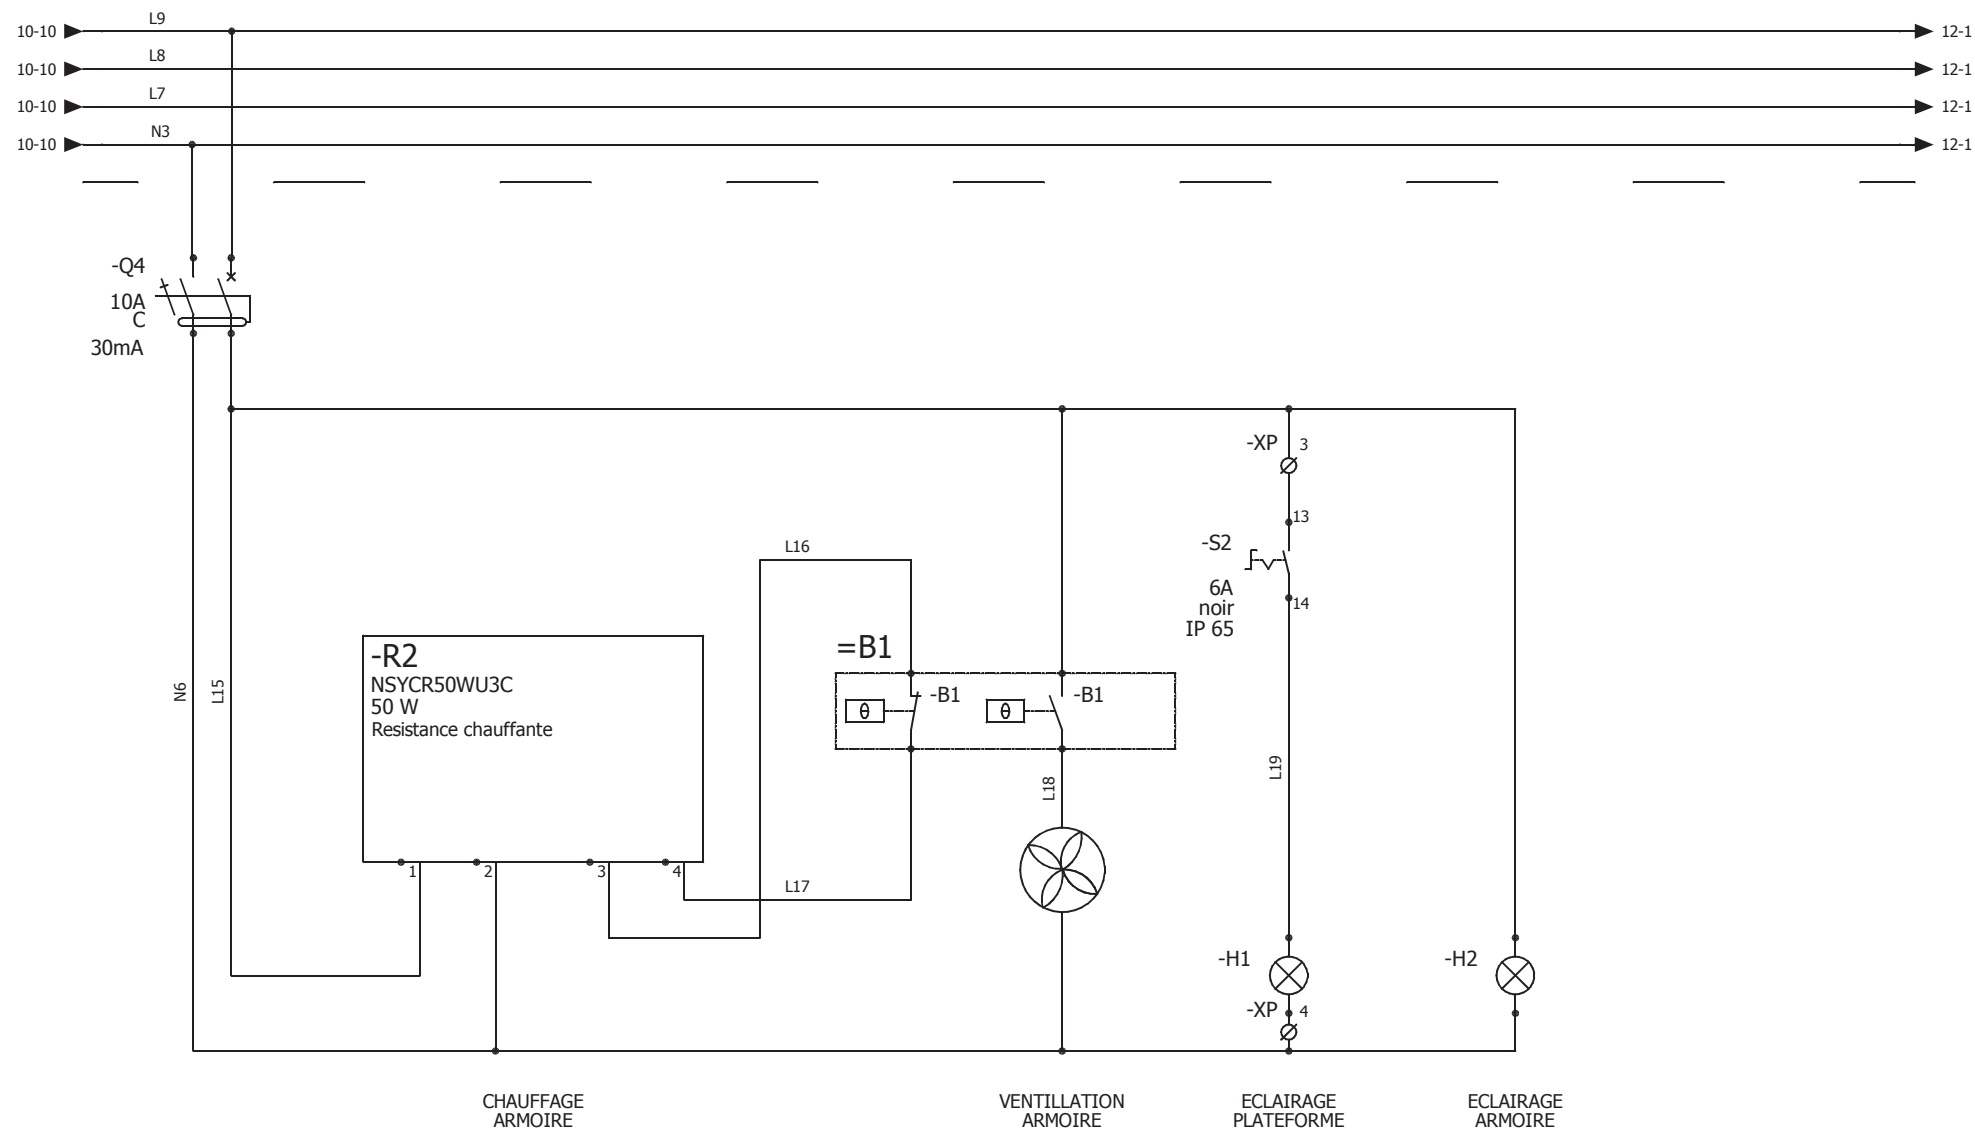 10-10 L9 12-1
10-10 L8 12-1
10-10 L7 12-1
10-10 N3 12-1
-Q4
10A
C
30mA
-XP 3
13
-S2
6A
noir
IP 65
14
L16
=B1
-B1
-B1
θ
θ
-R2
NSYCR50WU3C
50 W
Resistance chauffante
N6
L15
L19
L18
1
2
3
4
L17
-H1
-H2
-XP 4
CHAUFFAGE
ARMOIRE
VENTILLATION
ARMOIRE
ECLAIRAGE
PLATEFORME
ECLAIRAGE
ARMOIRE